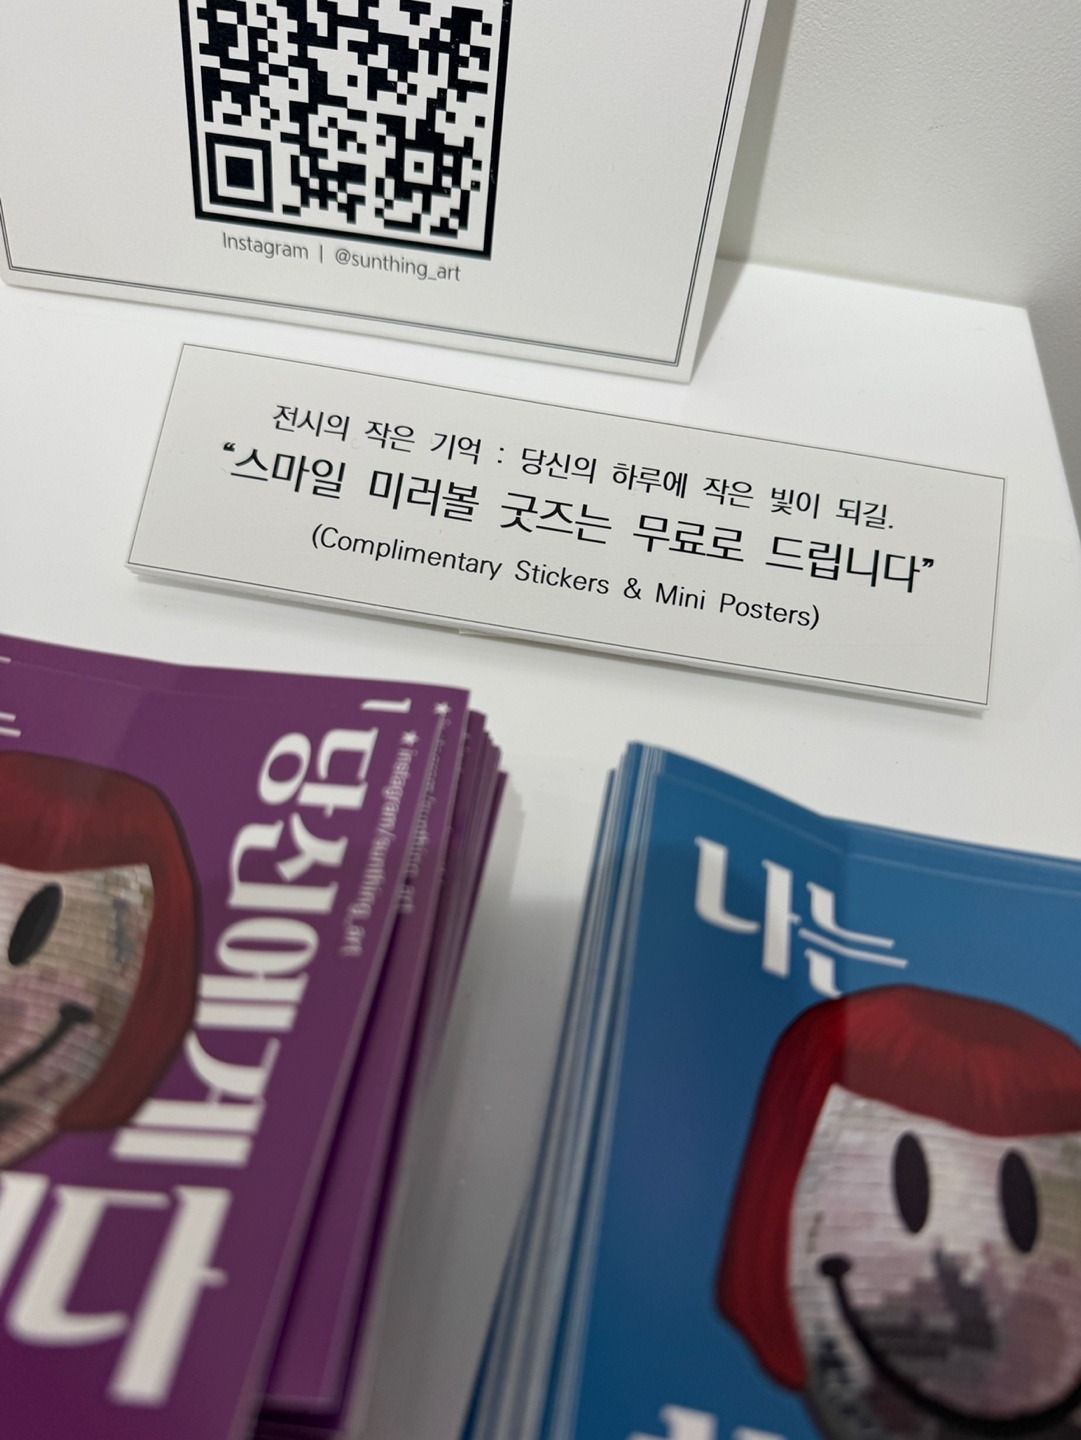 Instagram | @sunthing_art
전시의 작은 기억 : 당신의 하루에 작은 빛이 되길.
“스마일 미러볼 굿즈는 무료로 드립니다”
(Complimentary Stickers & Mini Posters)
당신에게
★instagram/sunthing_art
나는